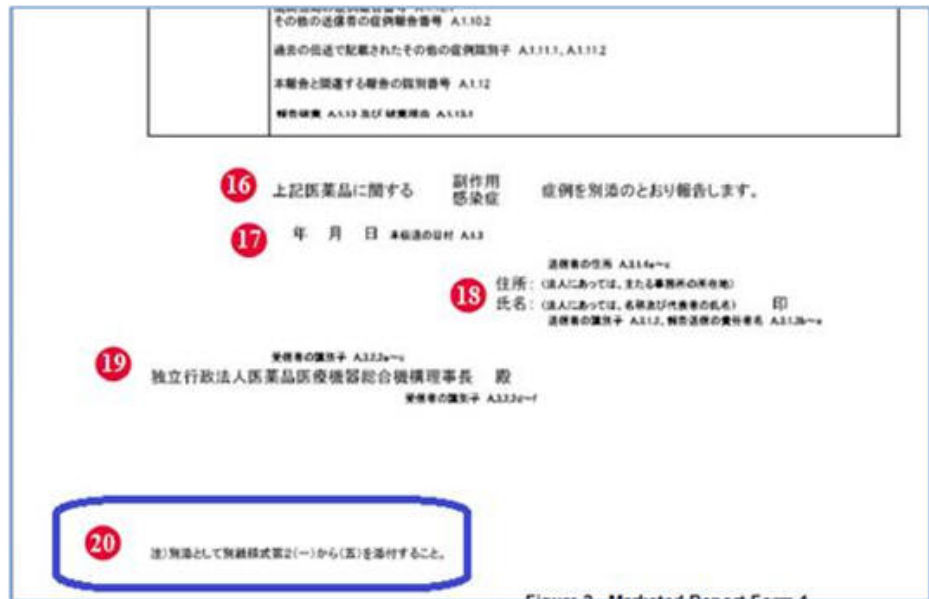 その他の送信者の症例報告番号 A.1.10.2
過去の伝送で記載されたその他の症例識別子 A.1.11.1, A.1.11.2
本報告と関連する報告の識別番号 A.1.12
報告破棄 A.1.13 及び 破棄理由 A.1.13.1
16 上記医薬品に関する 副作用 感染症 症例を別添のとおり報告します。
17 年 月 日 本伝送の日付 A.1.3
送信者の住所 A.3.1.4a~c
18 住所:(法人にあっては、主たる事務所の所在地)
氏名:(法人にあっては、名称及び代表者の氏名) 印
送信者の識別子 A.3.1.2, 報告送信の責任者名 A.3.1.3b~e
受信者の識別子 A.3.2.2a~c
19 独立行政法人医薬品医療機器総合機構理事長 殿
受信者の識別子 A.3.2.2d~f
20 注)別添として別紙様式第2(一)から(五)を添付すること。